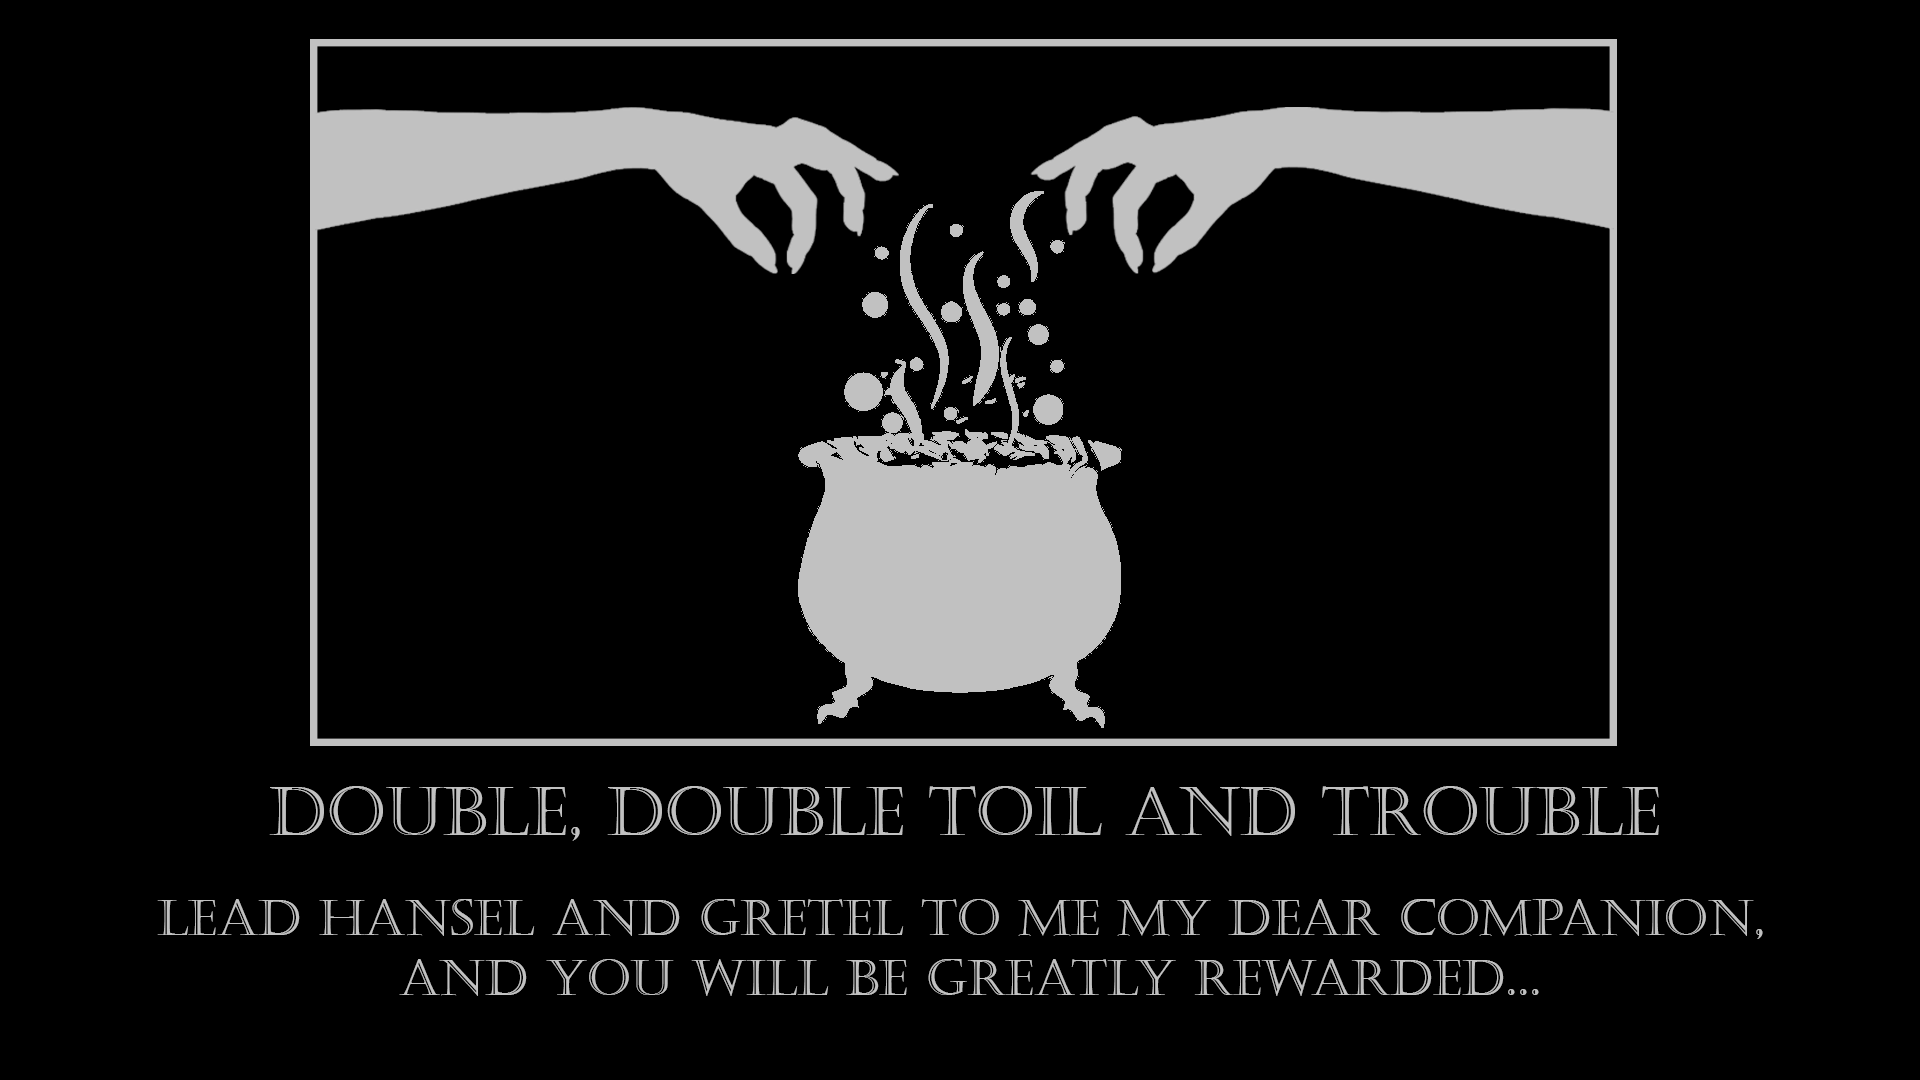 DOUBLE, DOUBLE TOIL AND TROUBLE
LEAD HANSEL AND GRETEL TO ME MY DEAR COMPANION,
AND YOU WILL BE GREATLY REWARDED...